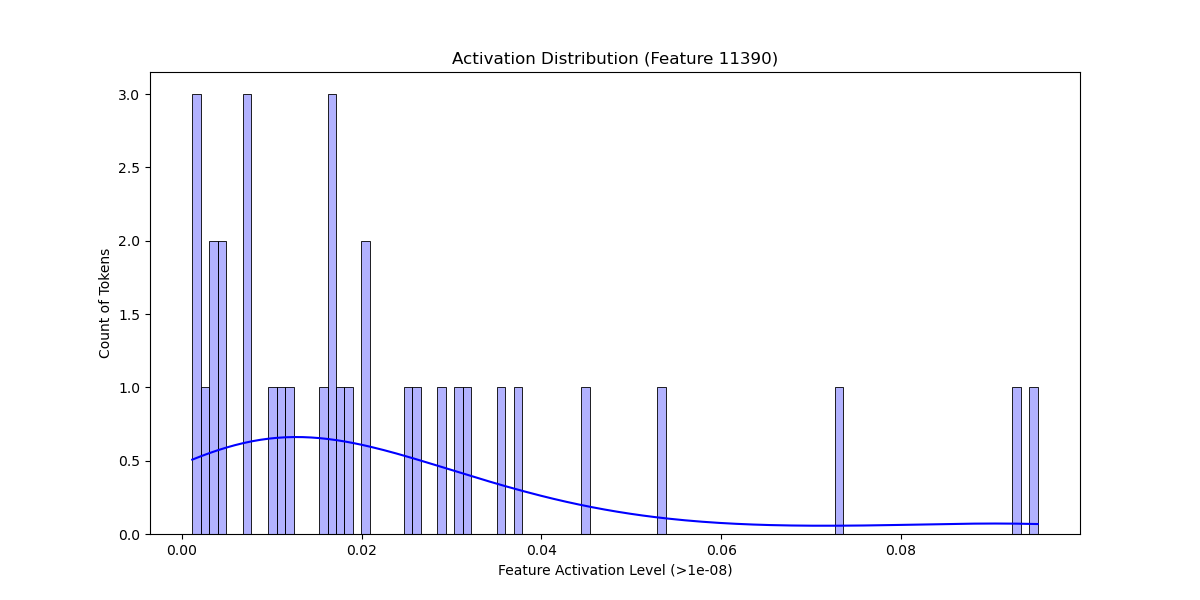 Activation Distribution (Feature 11390)
3.0
2.5
2.0
1.5
1.0
0.5
0.0
Count of Tokens
0.00 0.02 0.04 0.06 0.08
Feature Activation Level (>1e-08)